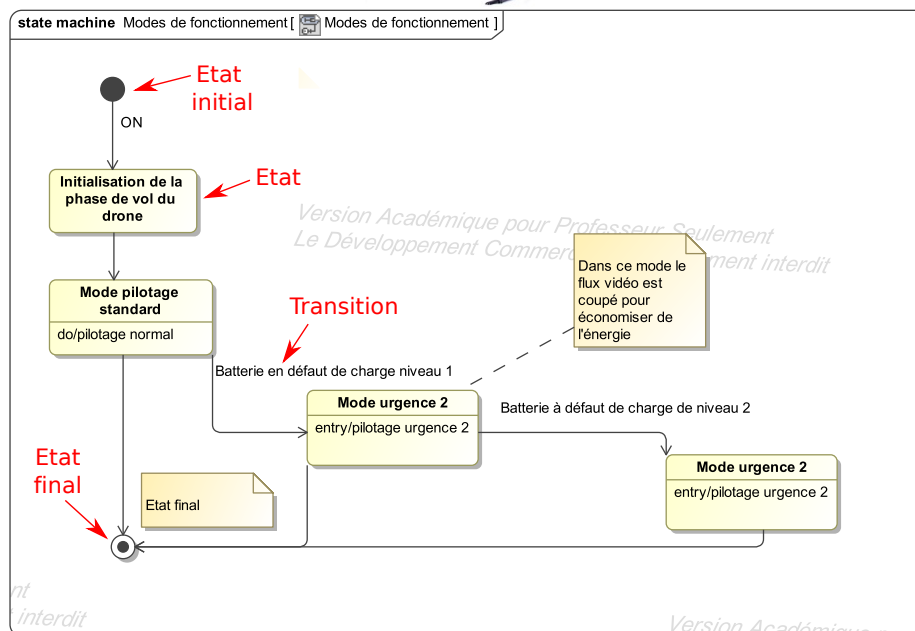 state machine Modes de fonctionnement [ Modes de fonctionnement ]
Etat
initial
ON
Initialisation de la
phase de vol du
drone
Etat
Version Académique pour Professeur Seulement
Le Développement Commer
ment interdit
Dans ce mode le
flux vidéo est
coupé pour
économiser de
l'énergie
Mode pilotage
standard
do/pilotage normal
Transition
Batterie en défaut de charge niveau 1
Mode urgence 2
entry/pilotage urgence 2
Batterie à défaut de charge de niveau 2
Mode urgence 2
entry/pilotage urgence 2
Etat
final
Etat final
nt
interdit
Version Académique